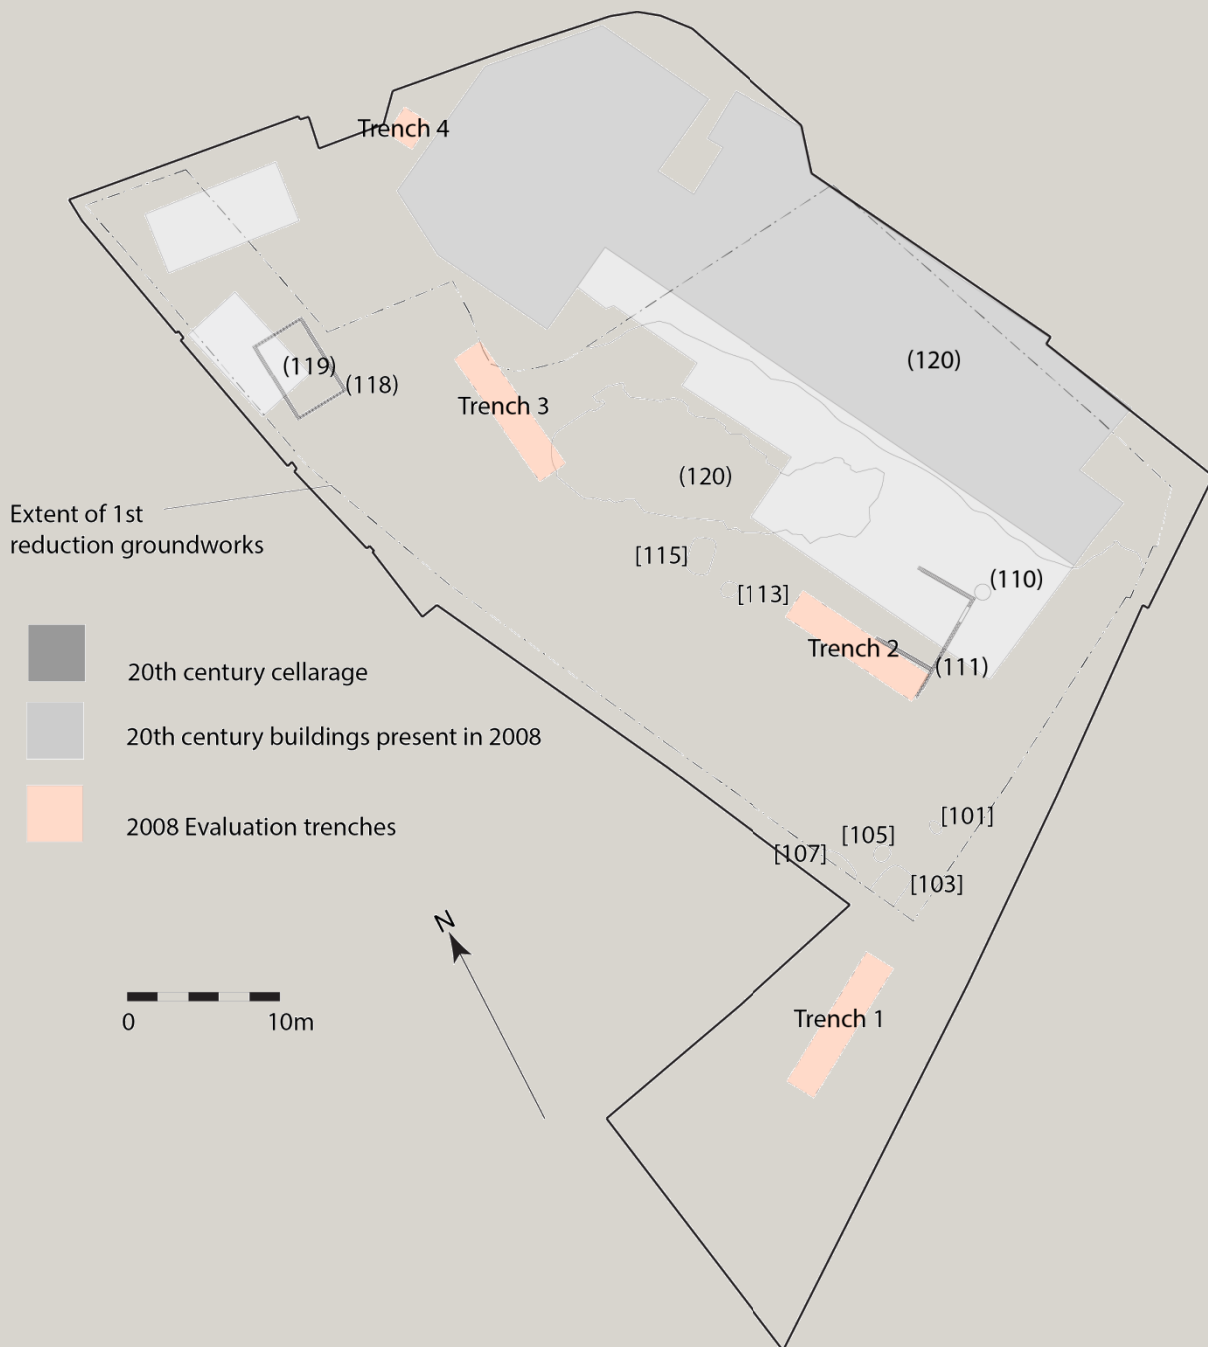 Trench 4
(120)
(119)
(118)
Trench 3
(120)
Extent of 1st
reduction groundworks
[115]
(110)
[113]
Trench 2
(111)
20th century cellarage
20th century buildings present in 2008
2008 Evaluation trenches
[101]
[105]
[107]
[103]
N
0 10m
Trench 1